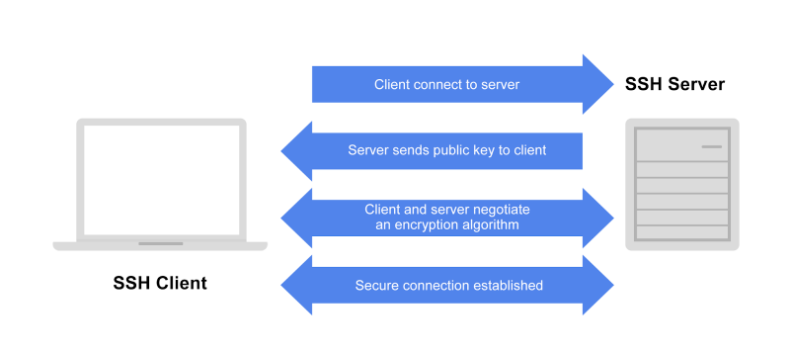 Client connect to server
SSH Server
Server sends public key to client
Client and server negotiate
an encryption algorithm
SSH Client
Secure connection established